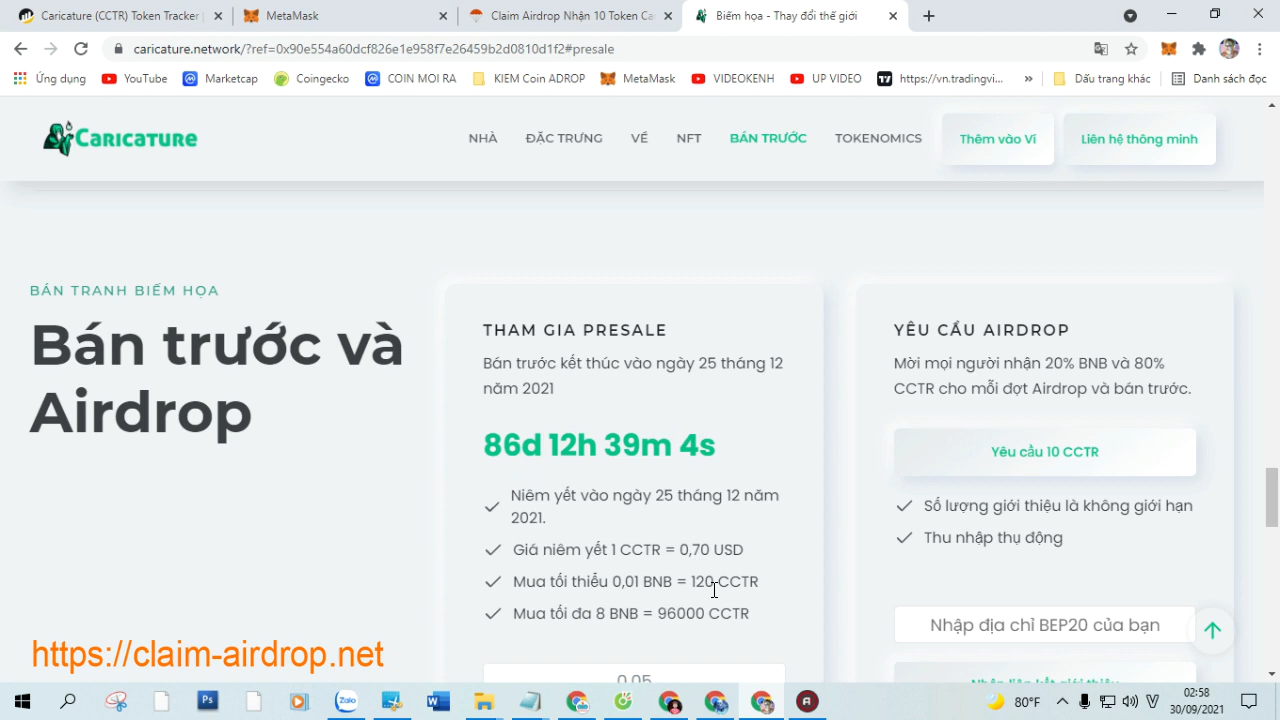 Caricature (CCTR) Token Tracker
MetaMask
Claim Airdrop Nhận 10 Token Ca
Biếm họa - Thay đổi thế giới
caricature.network/?ref=0x90e554a60dcf826e1e958f7e26459b2d0810d1f2#presale
Ứng dụng
YouTube
Marketcap
Coingecko
COIN MOI RA
KIEM Coin ADROP
MetaMask
VIDEOKENH
UP VIDEO
https://vn.tradingvi...
»
Dấu trang khác
Danh sách đọc
Caricature
NHÀ
ĐẶC TRƯNG
VỀ
NFT
BÁN TRƯỚC
TOKENOMICS
Thêm vào Ví
Liên hệ thông minh
BÁN TRANH BIẾM HỌA
Bán trước và
Airdrop
THAM GIA PRESALE
Bán trước kết thúc vào ngày 25 tháng 12
năm 2021
86d 12h 39m 4s
Niêm yết vào ngày 25 tháng 12 năm
2021.
Giá niêm yết 1 CCTR = 0,70 USD
Mua tối thiểu 0,01 BNB = 120 CCTR
Mua tối đa 8 BNB = 96000 CCTR
0.05
YÊU CẦU AIRDROP
Mời mọi người nhận 20% BNB và 80%
CCTR cho mỗi đợt Airdrop và bán trước.
Yêu cầu 10 CCTR
Số lượng giới thiệu là không giới hạn
Thu nhập thụ động
Nhập địa chỉ BEP20 của bạn
Nhận liên kết giới thiệu
https://claim-airdrop.net
Zalo
80°F
02:58
30/09/2021